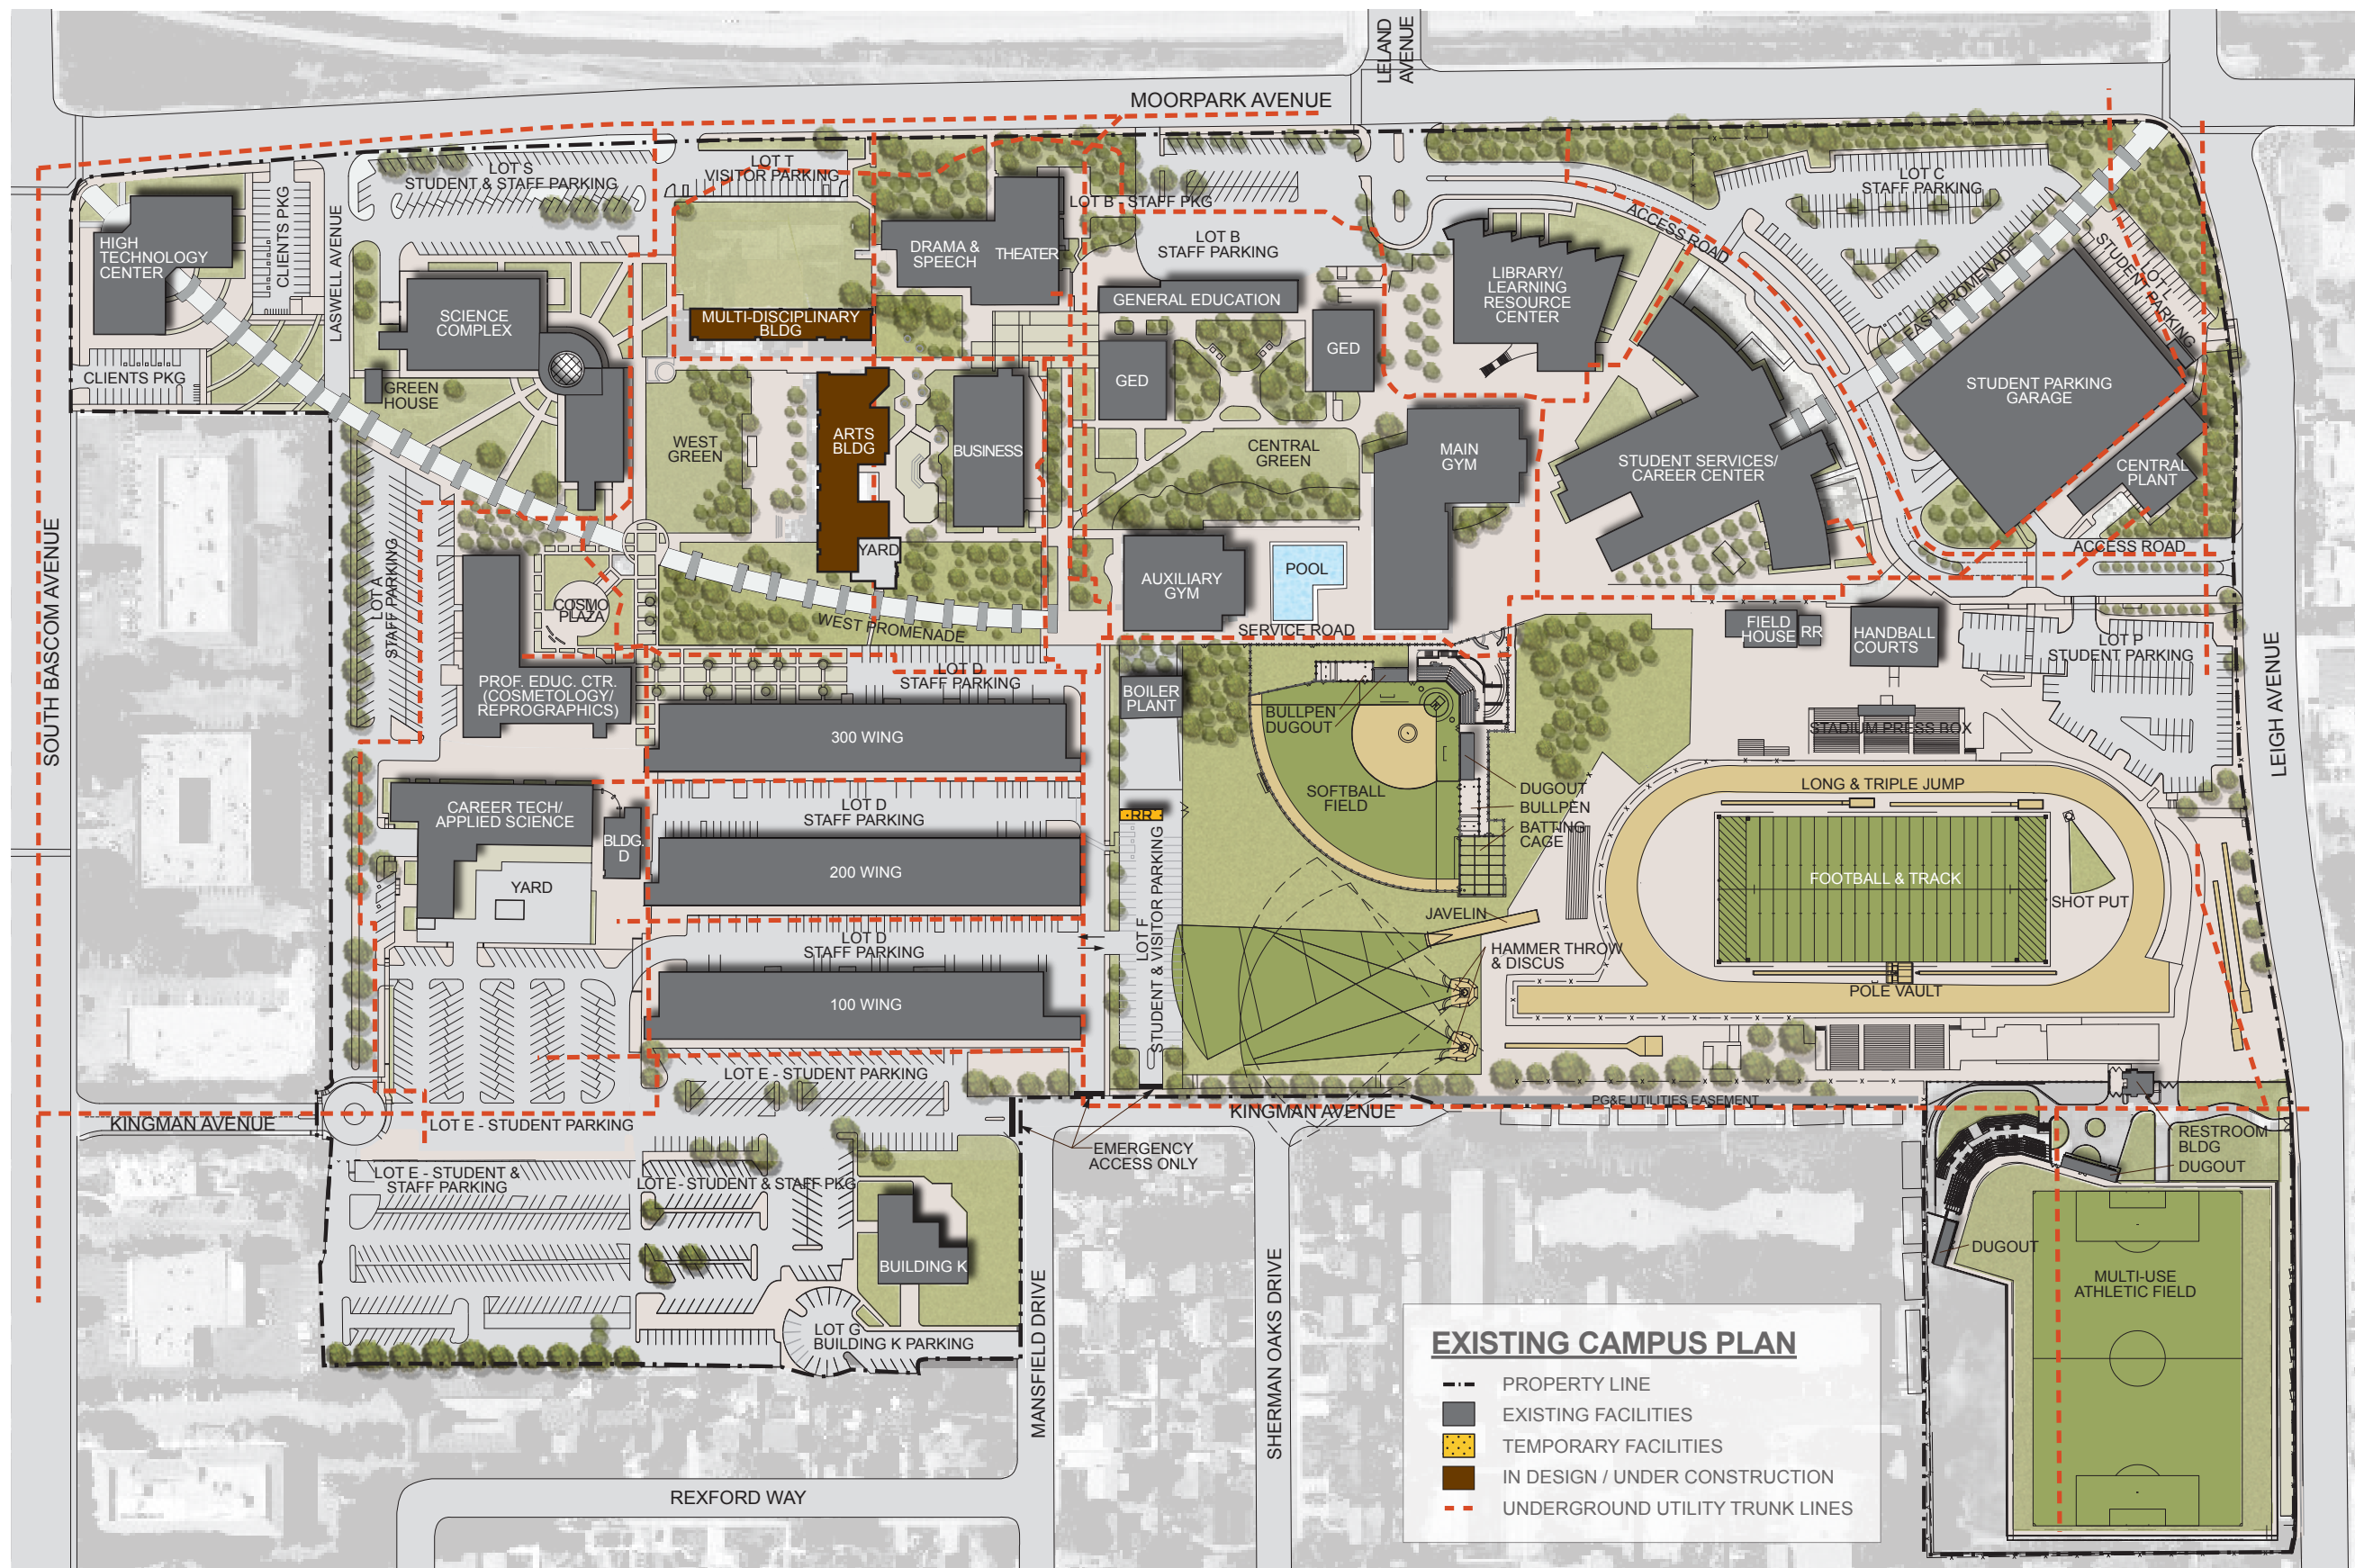 LELAND
AVENUE
MOORPARK AVENUE
LOT S
STUDENT & STAFF PARKING
LOT T
VISITOR PARKING
LOT B - STAFF PKG
LOT B
STAFF PARKING
LOT C
STAFF PARKING
ACCESS ROAD
EAST PROMENADE
LOT L
STUDENT PARKING
HIGH
TECHNOLOGY
CENTER
CLIENTS PKG
CLIENTS PKG
LASWELL AVENUE
SCIENCE
COMPLEX
GREEN
HOUSE
DRAMA &
SPEECH
THEATER
MULTI-DISCIPLINARY
BLDG
GENERAL EDUCATION
GED
GED
LIBRARY/
LEARNING
RESOURCE
CENTER
STUDENT PARKING
GARAGE
CENTRAL
PLANT
WEST
GREEN
ARTS
BLDG
BUSINESS
CENTRAL
GREEN
MAIN
GYM
STUDENT SERVICES/
CAREER CENTER
ACCESS ROAD
SOUTH BASCOM AVENUE
LOT A
STAFF PARKING
COSMO
PLAZA
YARD
WEST PROMENADE
AUXILIARY
GYM
POOL
SERVICE ROAD
FIELD
HOUSE
RR
HANDBALL
COURTS
LOT P
STUDENT PARKING
LEIGH AVENUE
PROF. EDUC. CTR.
(COSMETOLOGY/
REPROGRAPHICS)
LOT D
STAFF PARKING
BOILER
PLANT
BULLPEN
DUGOUT
STADIUM PRESS BOX
300 WING
CAREER TECH/
APPLIED SCIENCE
BLDG.
D
YARD
LOT D
STAFF PARKING
RR
SOFTBALL
FIELD
DUGOUT
BULLPEN
BATTING
CAGE
LONG & TRIPLE JUMP
FOOTBALL & TRACK
SHOT PUT
200 WING
LOT D
STAFF PARKING
LOT F
STUDENT & VISITOR PARKING
JAVELIN
HAMMER THROW
& DISCUS
POLE VAULT
100 WING
LOT E - STUDENT PARKING
KINGMAN AVENUE
LOT E - STUDENT PARKING
KINGMAN AVENUE
PG&E UTILITIES EASEMENT
EMERGENCY
ACCESS ONLY
RESTROOM
BLDG
DUGOUT
LOT E - STUDENT &
STAFF PARKING
LOT E - STUDENT & STAFF PKG
BUILDING K
DUGOUT
MULTI-USE
ATHLETIC FIELD
LOT G
BUILDING K PARKING
MANSFIELD DRIVE
SHERMAN OAKS DRIVE
REXFORD WAY
EXISTING CAMPUS PLAN
PROPERTY LINE
EXISTING FACILITIES
TEMPORARY FACILITIES
IN DESIGN / UNDER CONSTRUCTION
UNDERGROUND UTILITY TRUNK LINES